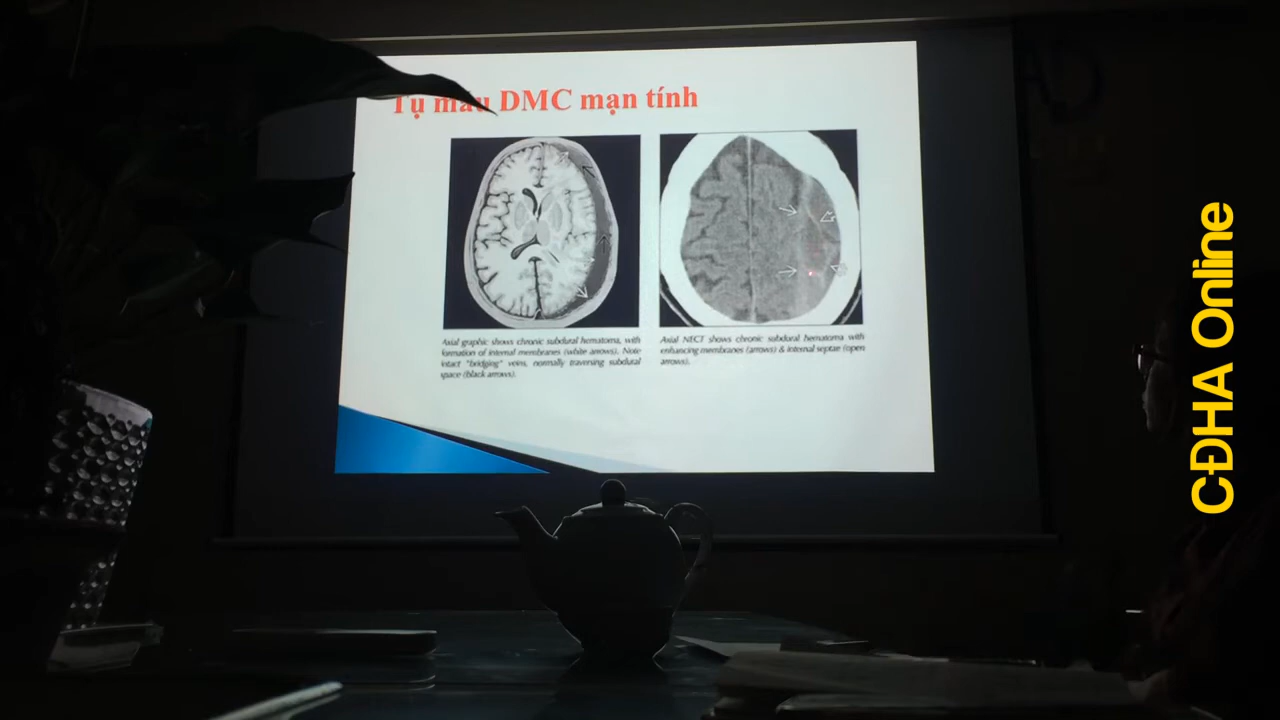 Tụ máu DMC mạn tính
Axial graphic shows chronic subdural hematoma, with
formation of internal membranes (white arrows). Note
intact "bridging" veins, normally traversing subdural
space (black arrows).
Axial NECT shows chronic subdural hematoma with
enhancing membranes (arrows) & internal septae (open
arrows).
CĐHA Online